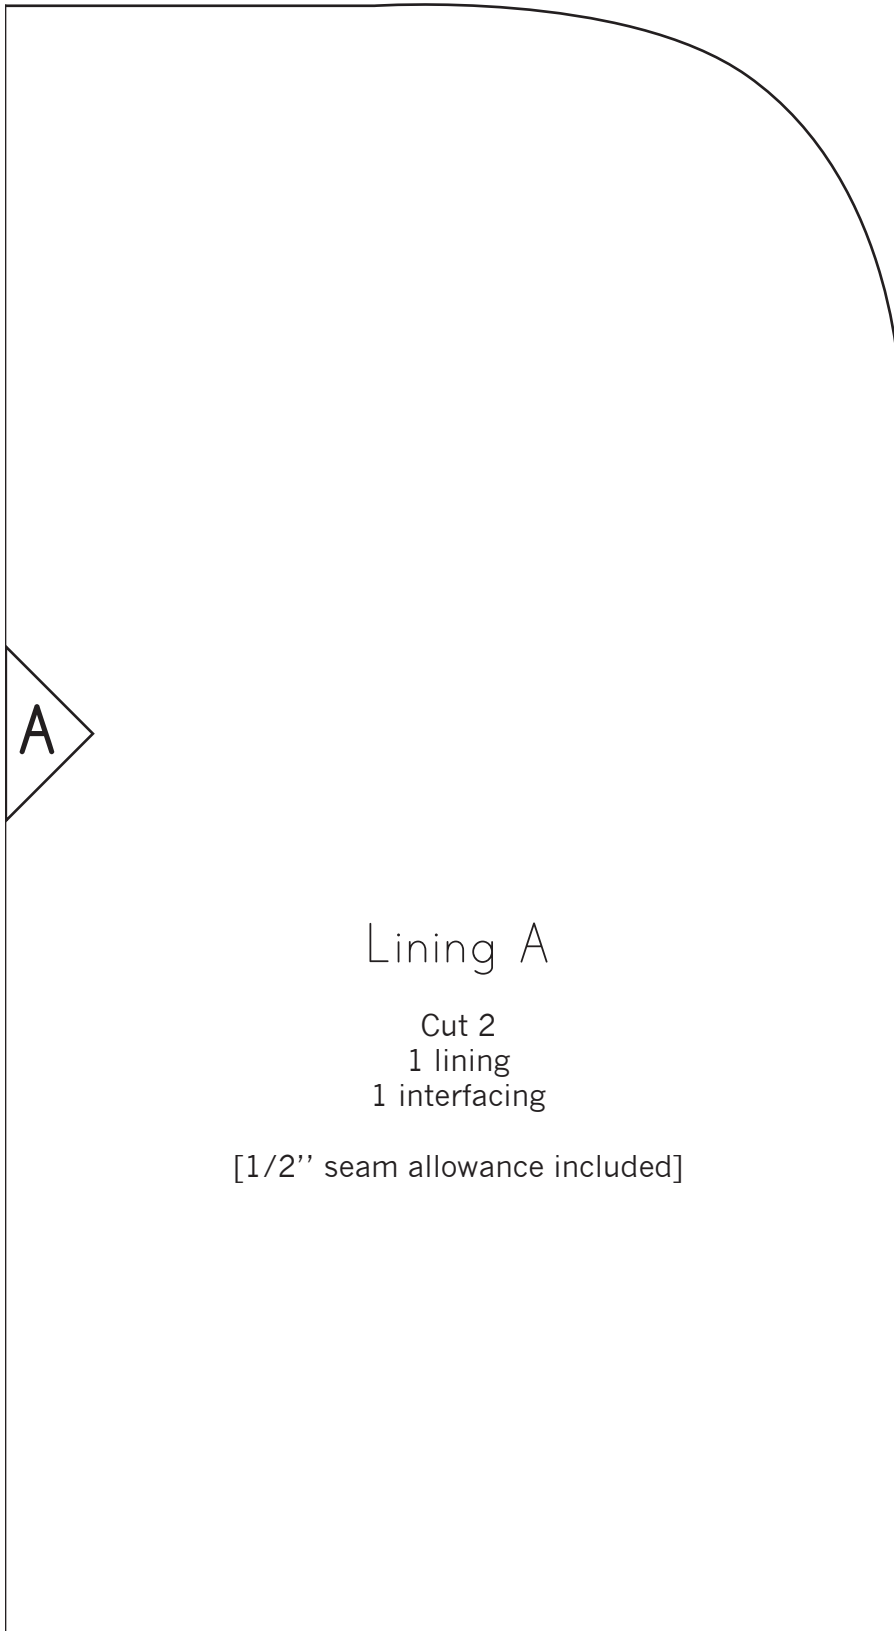 A
Lining A
Cut 2
1 lining
1 interfacing
[1/2’’ seam allowance included]